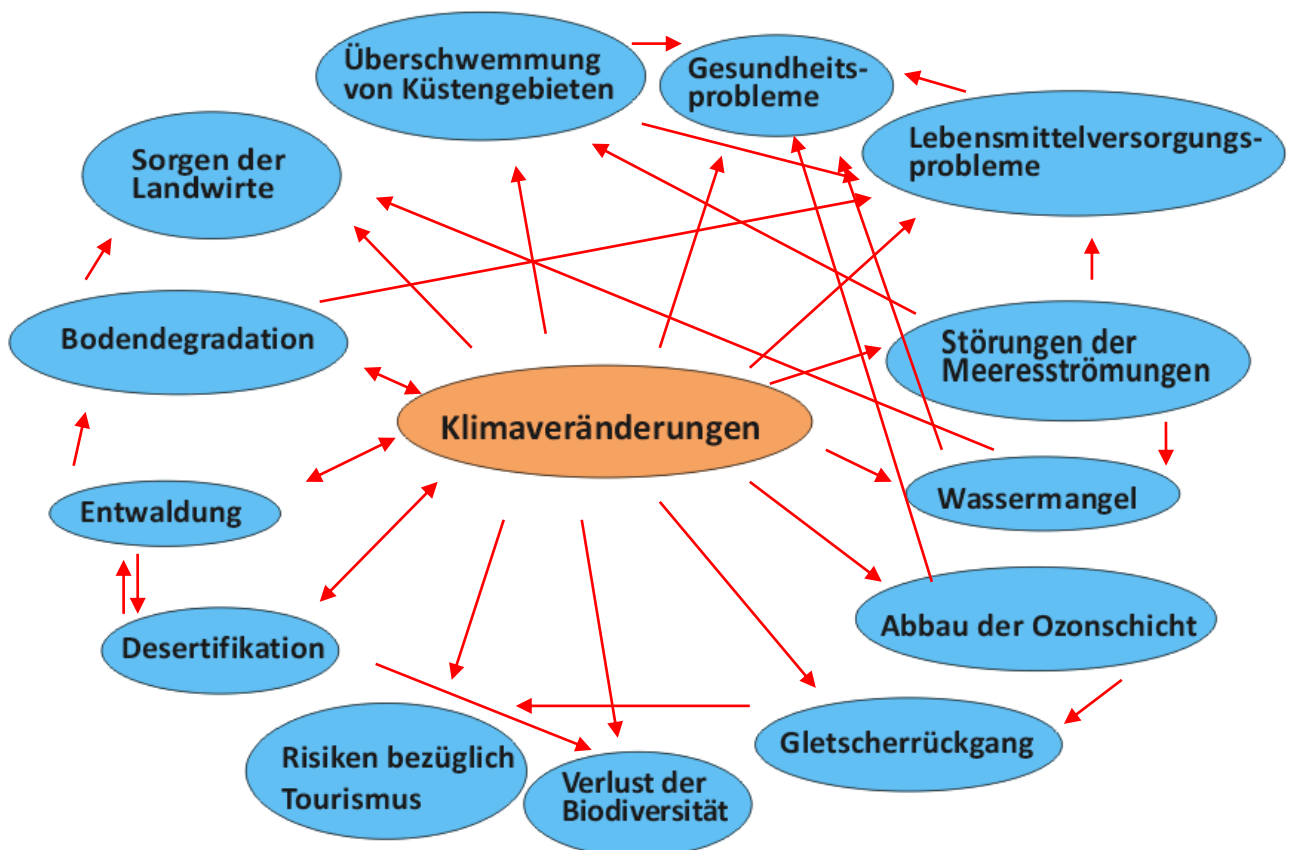 Überschwemmung
von Küstengebieten
Gesundheits-
probleme
Lebensmittelversorgungs-
probleme
Sorgen der
Landwirte
Bodendegradation
Störungen der
Meeresströmungen
Klimaveränderungen
Wassermangel
Entwaldung
Abbau der Ozonschicht
Desertifikation
Gletscherrückgang
Risiken bezüglich
Tourismus
Verlust der
Biodiversität